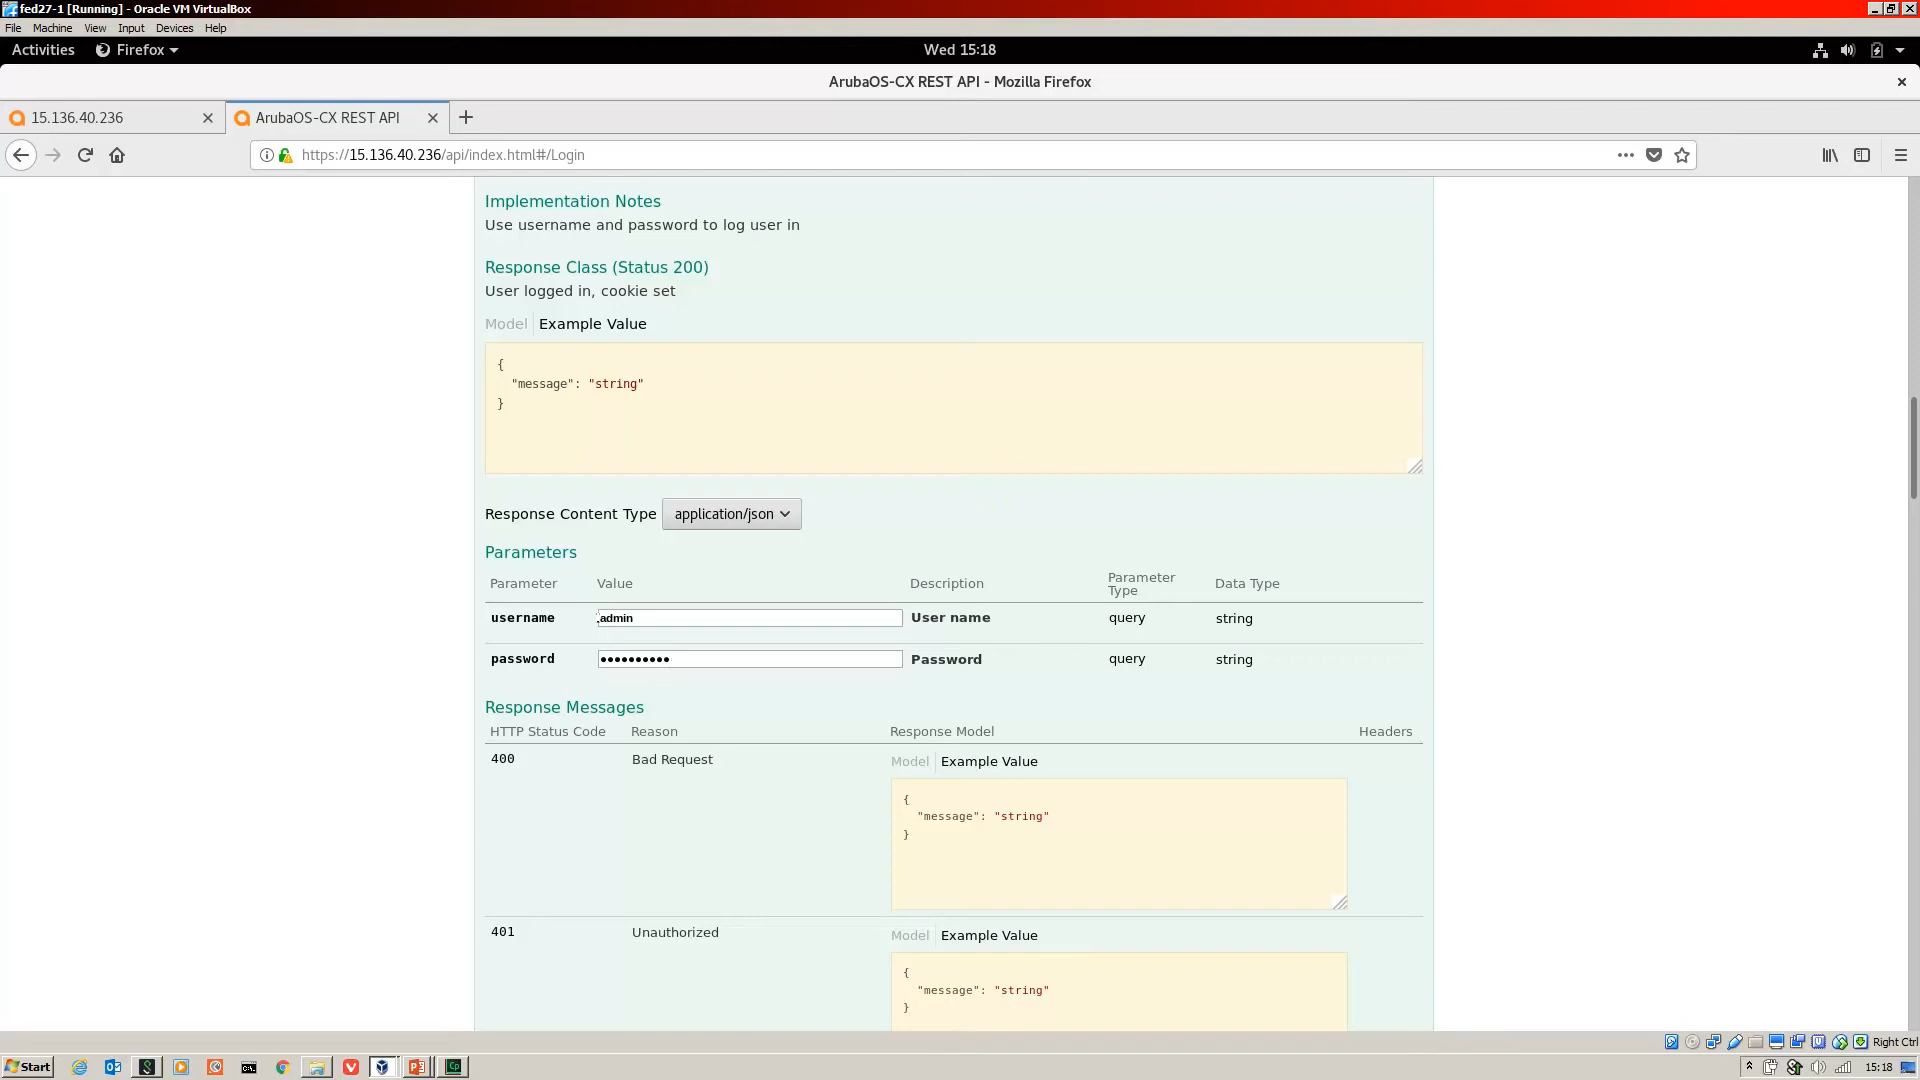 fed27-1 [Running] - Oracle VM VirtualBox
File Machine View Input Devices Help
Activities Firefox Wed 15:18
ArubaOS-CX REST API - Mozilla Firefox
15.136.40.236 ArubaOS-CX REST API
https://15.136.40.236/api/index.html#/Login
Implementation Notes
Use username and password to log user in
Response Class (Status 200)
User logged in, cookie set
Model Example Value
{
"message": "string"
}
Response Content Type application/json
Parameters
Parameter Value Description Parameter Type Data Type
username admin User name query string
password •••••••••• Password query string
Response Messages
HTTP Status Code Reason Response Model Headers
400 Bad Request Model Example Value
{
"message": "string"
}
401 Unauthorized Model Example Value
{
"message": "string"
}
Right Ctrl
Start 15:18